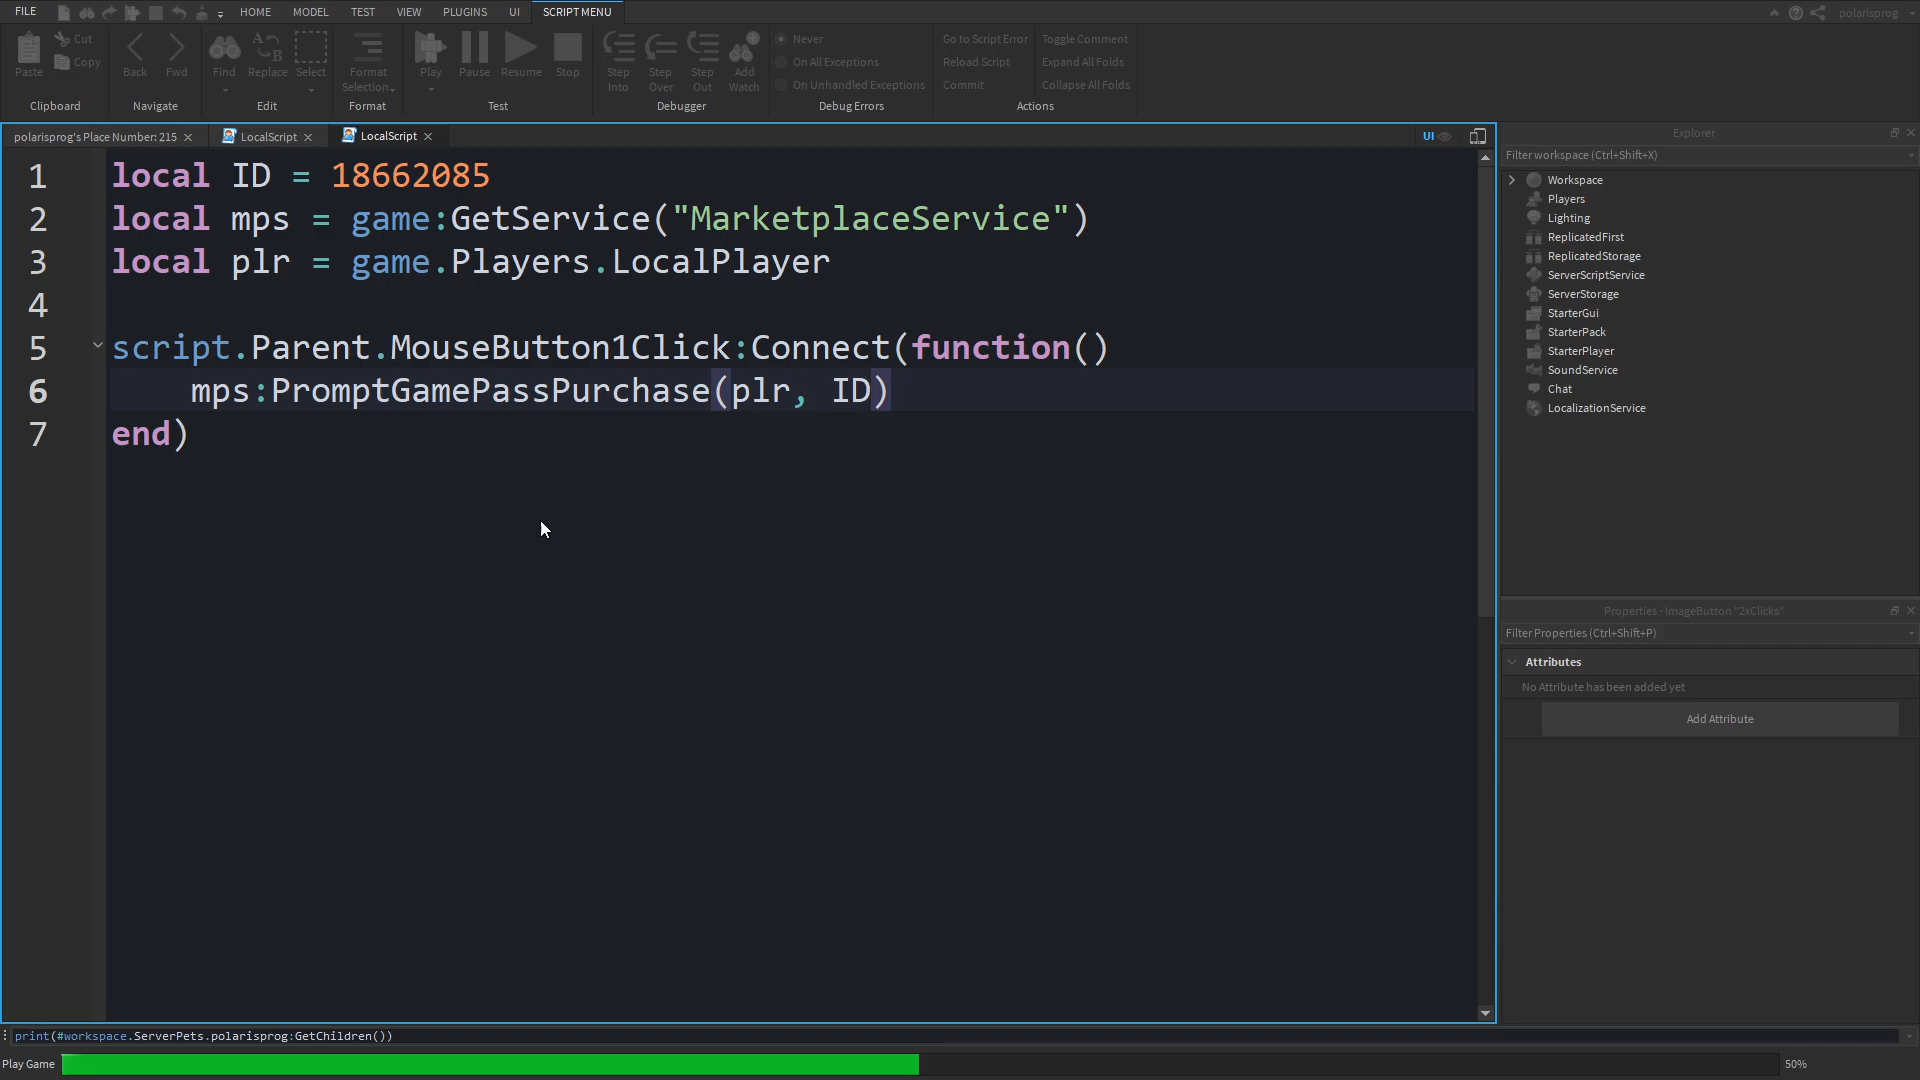 FILE HOME MODEL TEST VIEW PLUGINS UI SCRIPT MENU polarisprog
Paste Cut Copy Back Fwd Find Replace Select Format Selection Play Pause Resume Stop Step Into Step Over Step Out Add Watch
Never
On All Exceptions
On Unhandled Exceptions
Go to Script Error Toggle Comment
Reload Script Expand All Folds
Commit Collapse All Folds
Clipboard Navigate Edit Format Test Debugger Debug Errors Actions
polarisprog's Place Number: 215 LocalScript LocalScript UI
1 local ID = 18662085
2 local mps = game:GetService("MarketplaceService")
3 local plr = game.Players.LocalPlayer
4
5 script.Parent.MouseButton1Click:Connect(function()
6 mps:PromptGamePassPurchase(plr, ID)
7 end)
Explorer
Filter workspace (Ctrl+Shift+X)
Workspace
Players
Lighting
ReplicatedFirst
ReplicatedStorage
ServerScriptService
ServerStorage
StarterGui
StarterPack
StarterPlayer
SoundService
Chat
LocalizationService
Properties - ImageButton "2xClicks"
Filter Properties (Ctrl+Shift+P)
Attributes
No Attribute has been added yet
Add Attribute
print(#workspace.ServerPets.polarisprog:GetChildren())
Play Game 50%